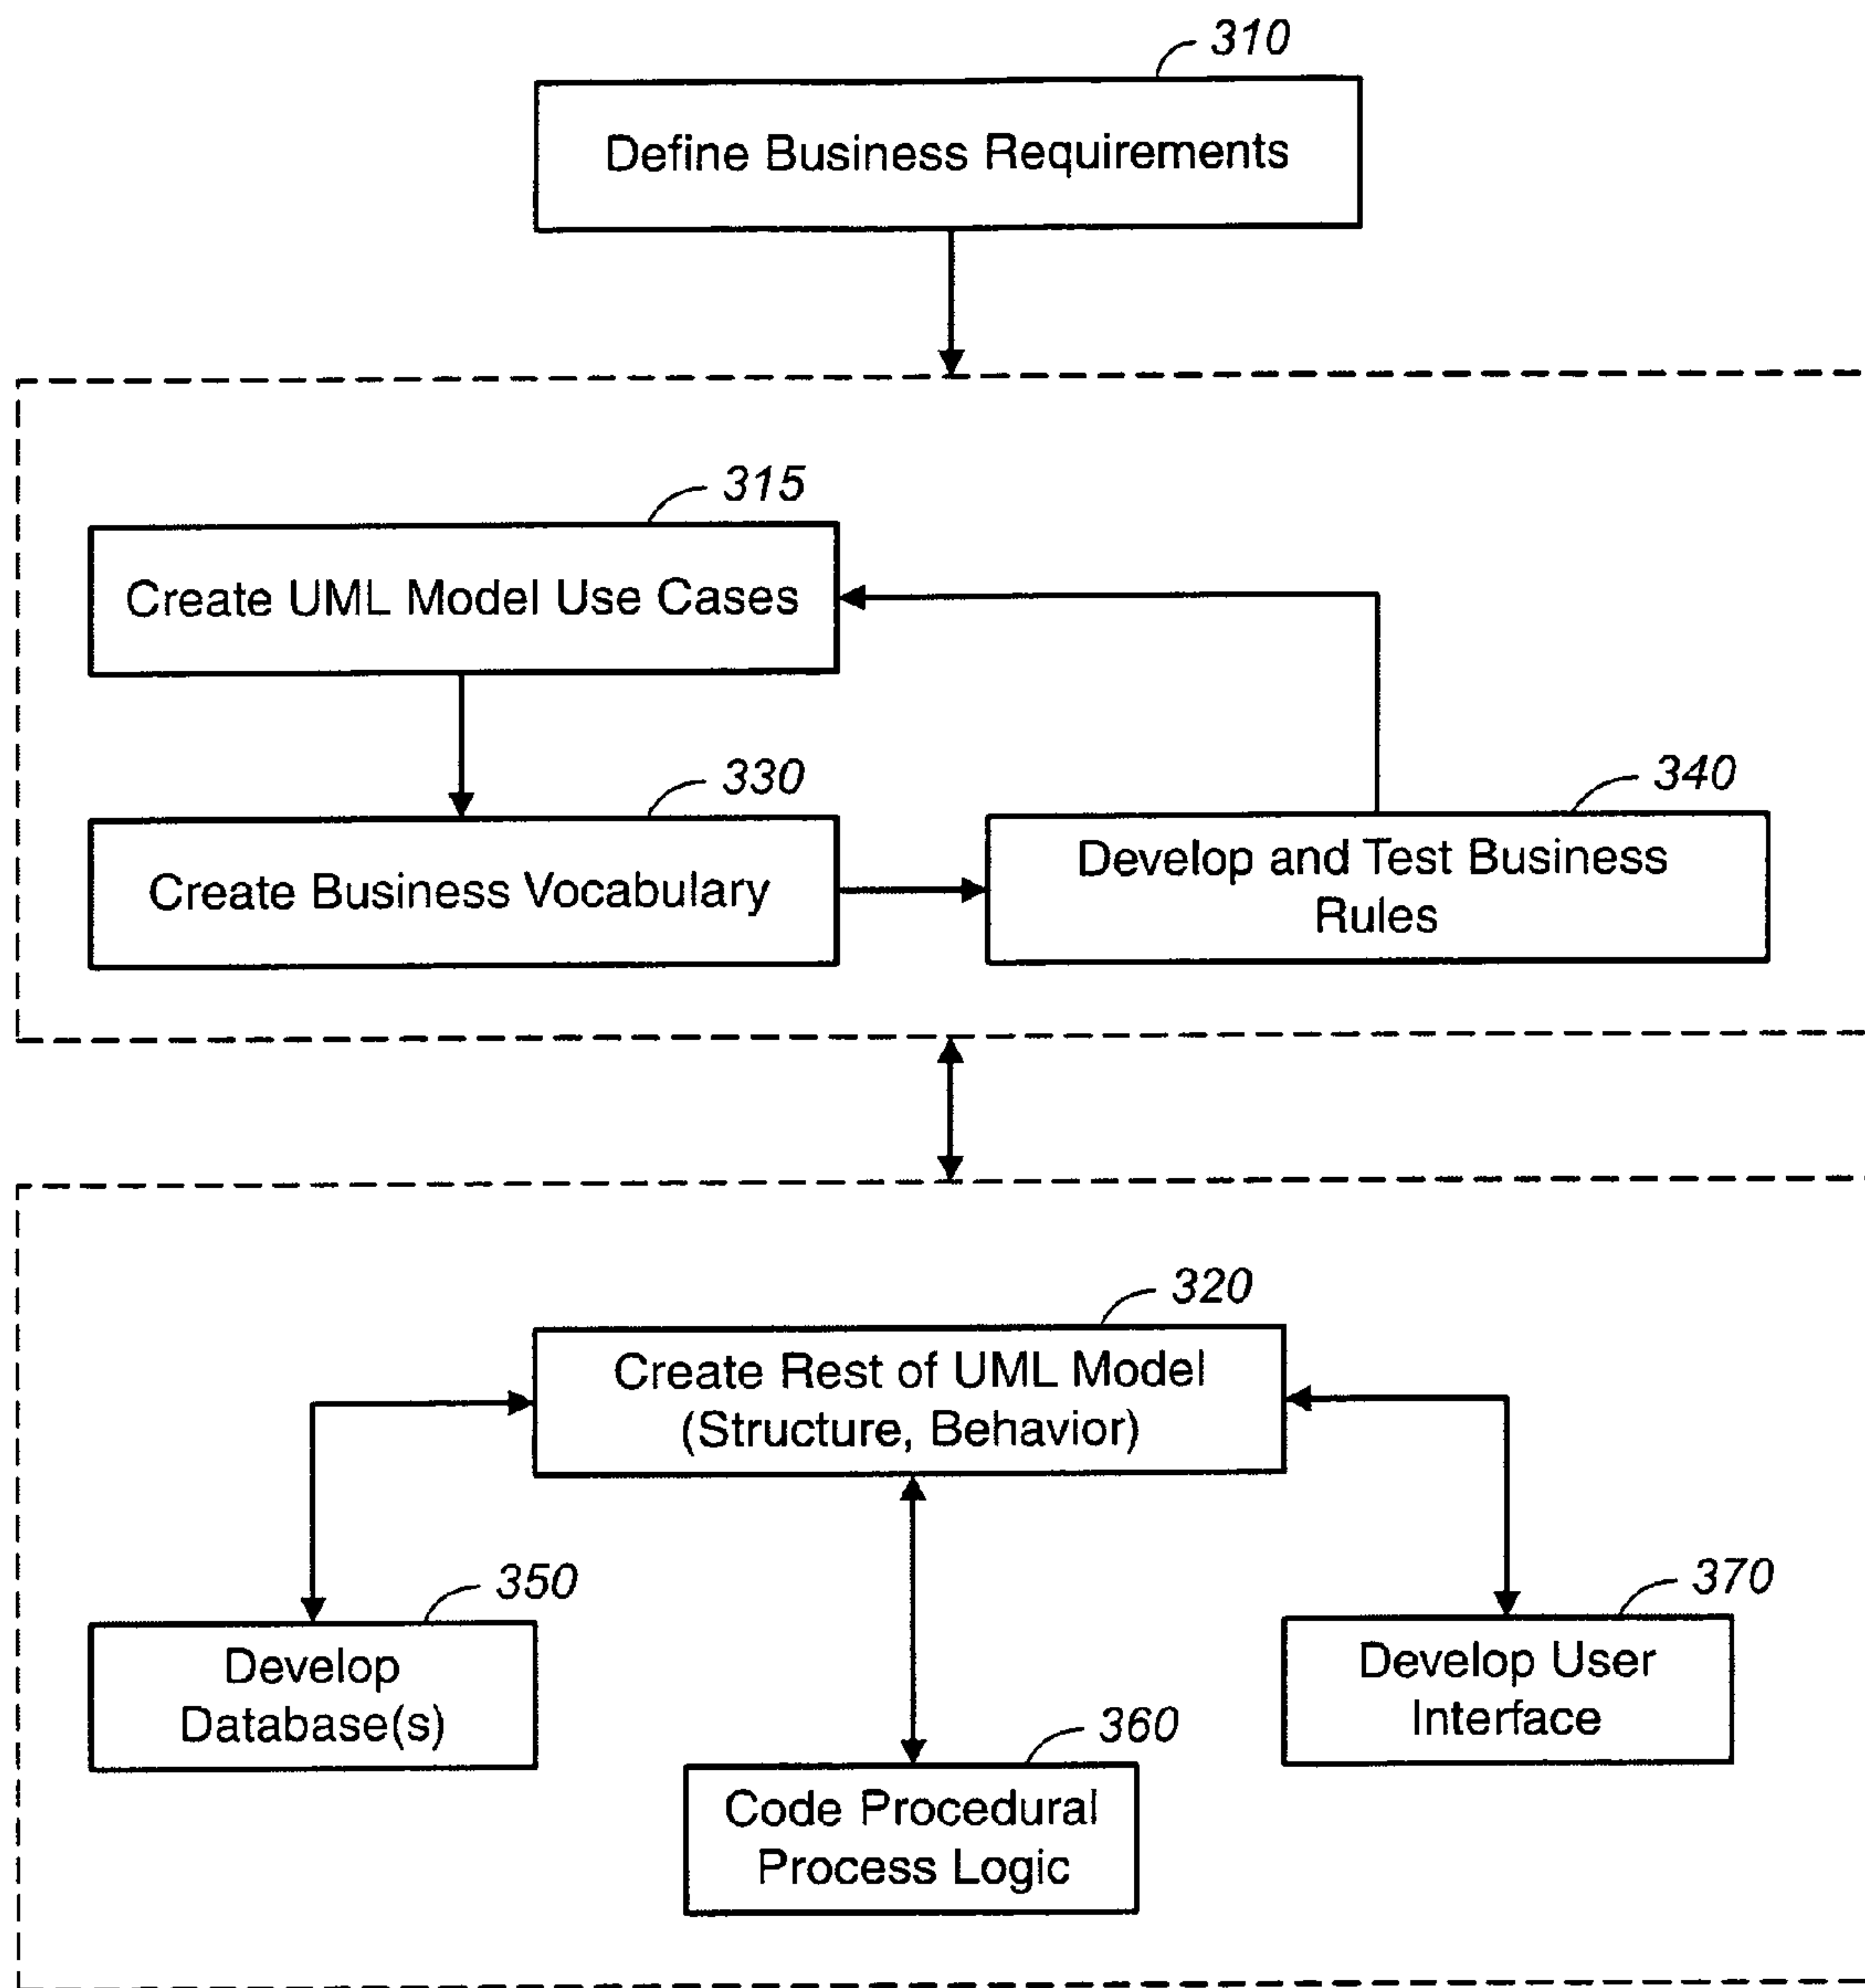 310
Define Business Requirements
315
Create UML Model Use Cases
330
Create Business Vocabulary
340
Develop and Test Business
Rules
320
Create Rest of UML Model
(Structure, Behavior)
350
Develop
Database(s)
360
Code Procedural
Process Logic
370
Develop User
Interface